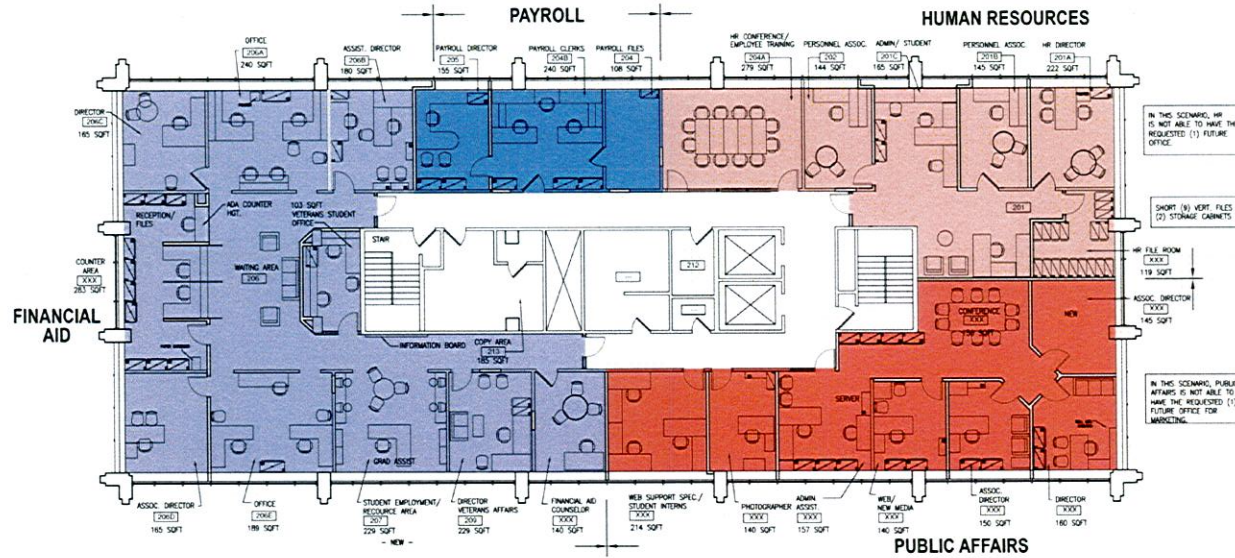 PAYROLL
HUMAN RESOURCES
OFFICE
206A
240 SQFT
ASSIST. DIRECTOR
206B
180 SQFT
PAYROLL DIRECTOR
205
155 SQFT
PAYROLL CLERKS
204B
240 SQFT
PAYROLL FILES
204
108 SQFT
HR CONFERENCE/
EMPLOYEE TRAINING
204A
279 SQFT
PERSONNEL ASSOC.
202
144 SQFT
ADMIN/ STUDENT
201C
165 SQFT
PERSONNEL ASSOC.
201B
145 SQFT
HR DIRECTOR
201A
222 SQFT
DIRECTOR
206C
165 SQFT
IN THIS SCENARIO, HR
IS NOT ABLE TO HAVE THE
REQUESTED (1) FUTURE
OFFICE.
RECEPTION/
FILES
ADA COUNTER
HGT.
103 SQFT
VETERANS STUDENT
OFFICE
STAIR
201
SHORT (9) VERT. FILES
(2) STORAGE CABINETS
COUNTER
AREA
XXX
283 SQFT
WAITING AREA
206
212
HR FILE ROOM
XXX
119 SQFT
FINANCIAL
AID
INFORMATION BOARD
COPY AREA
213
185 SQFT
CONFERENCE
XXX
NEW
ASSOC. DIRECTOR
XXX
145 SQFT
SERVER
IN THIS SCENARIO, PUBLIC
AFFAIRS IS NOT ABLE TO
HAVE THE REQUESTED (1)
FUTURE OFFICE FOR
MARKETING.
GRAD ASSIST
ASSOC. DIRECTOR
206D
165 SQFT
OFFICE
206E
189 SQFT
STUDENT EMPLOYMENT/
RECOURCE AREA
207
229 SQFT
- NEW -
DIRECTOR
VETERANS AFFAIRS
209
229 SQFT
FINANCIAL AID
COUNSELOR
XXX
140 SQFT
WEB SUPPORT SPEC./
STUDENT INTERNS
XXX
214 SQFT
PHOTOGRAPHER
XXX
140 SQFT
ADMIN
ASSIST.
XXX
157 SQFT
WEB/
NEW MEDIA
XXX
140 SQFT
ASSOC.
DIRECTOR
XXX
150 SQFT
DIRECTOR
XXX
160 SQFT
PUBLIC AFFAIRS